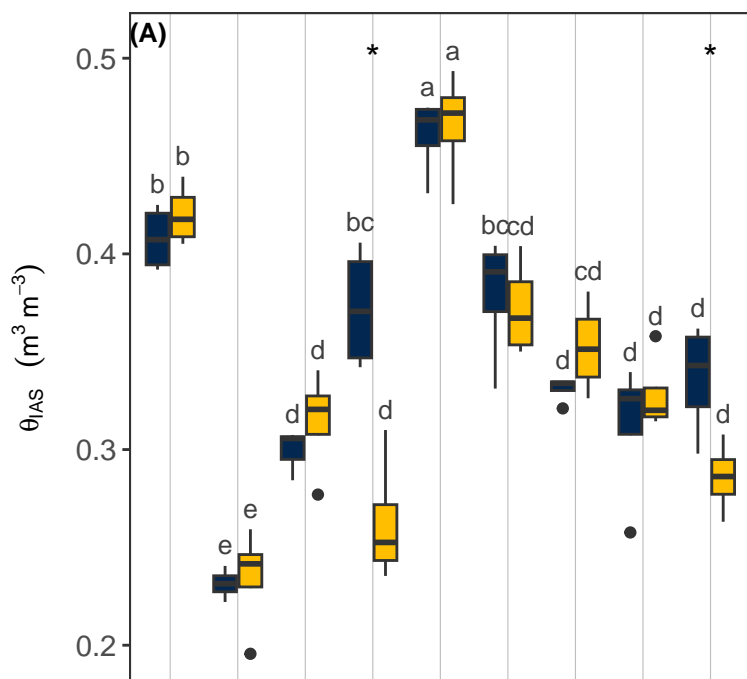 (A)
* *
0.5
a a
b b
bc
bc cd
0.4
cd
d d d
d d
d
d d
0.3
e e
0.2
θIAS (m³ m⁻³)